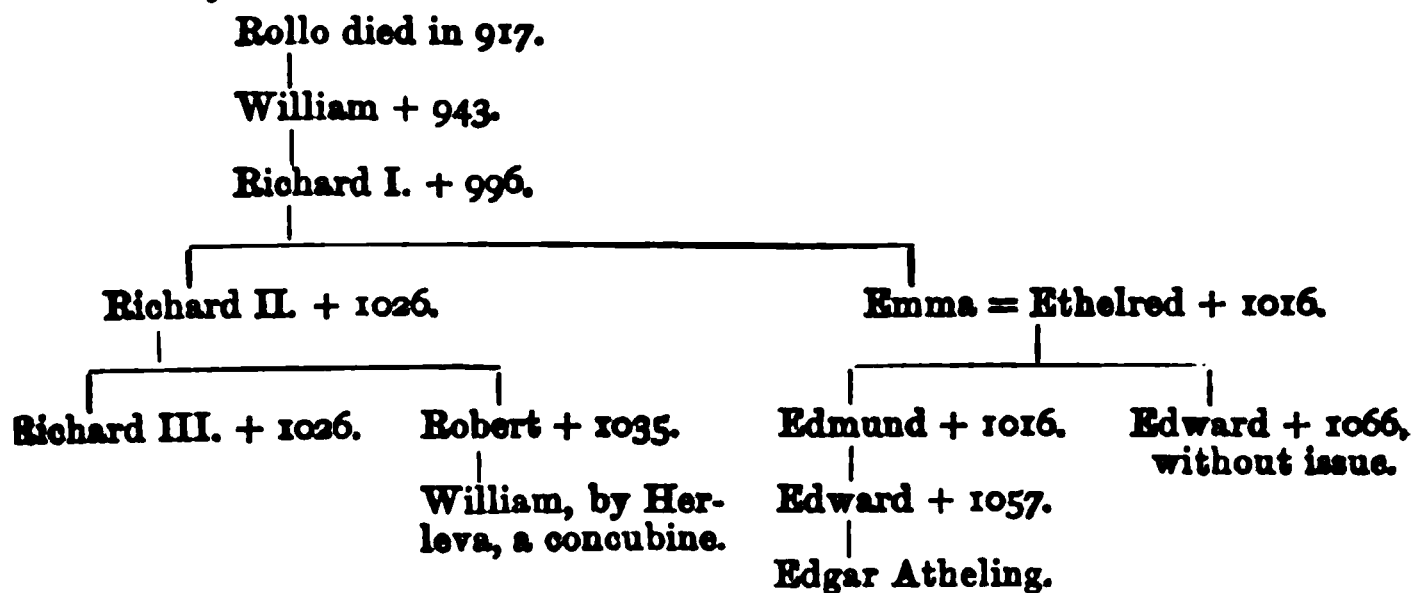 Rollo died in 917.
William + 943.
Richard I. + 996.
Richard II. + 1026.
Emma = Ethelred + 1016.
Richard III. + 1026.
Robert + 1035.
Edmund + 1016.
Edward + 1066,
without issue.
William, by Her-
leva, a concubine.
Edward + 1057.
Edgar Atheling.